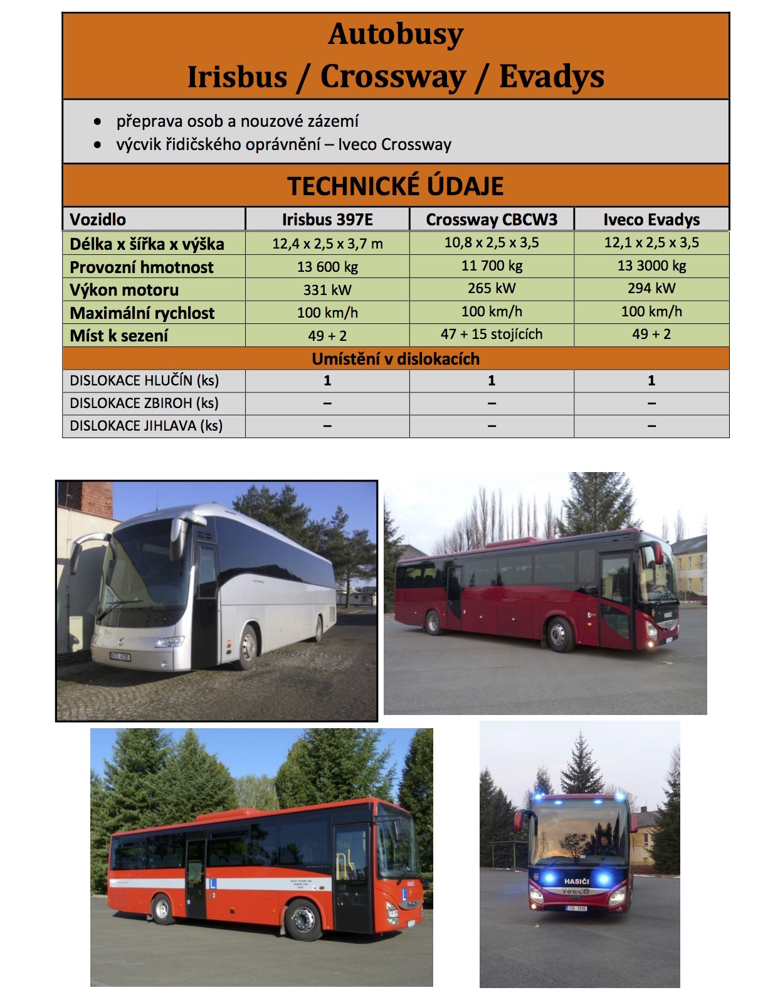 Autobusy
Irisbus / Crossway / Evadys
• přeprava osob a nouzové zázemí
• výcvik řidičského oprávnění – Iveco Crossway
TECHNICKÉ ÚDAJE
Vozidlo Irisbus 397E Crossway CBCW3 Iveco Evadys
Délka x šířka x výška 12,4 x 2,5 x 3,7 m 10,8 x 2,5 x 3,5 12,1 x 2,5 x 3,5
Provozní hmotnost 13 600 kg 11 700 kg 13 3000 kg
Výkon motoru 331 kW 265 kW 294 kW
Maximální rychlost 100 km/h 100 km/h 100 km/h
Míst k sezení 49 + 2 47 + 15 stojících 49 + 2
Umístění v dislokacích
DISLOKACE HLUČÍN (ks) 1 1 1
DISLOKACE ZBIROH (ks) – – –
DISLOKACE JIHLAVA (ks) – – –
HASIČI
L
HASIČI
L
HASIČI
IVECO